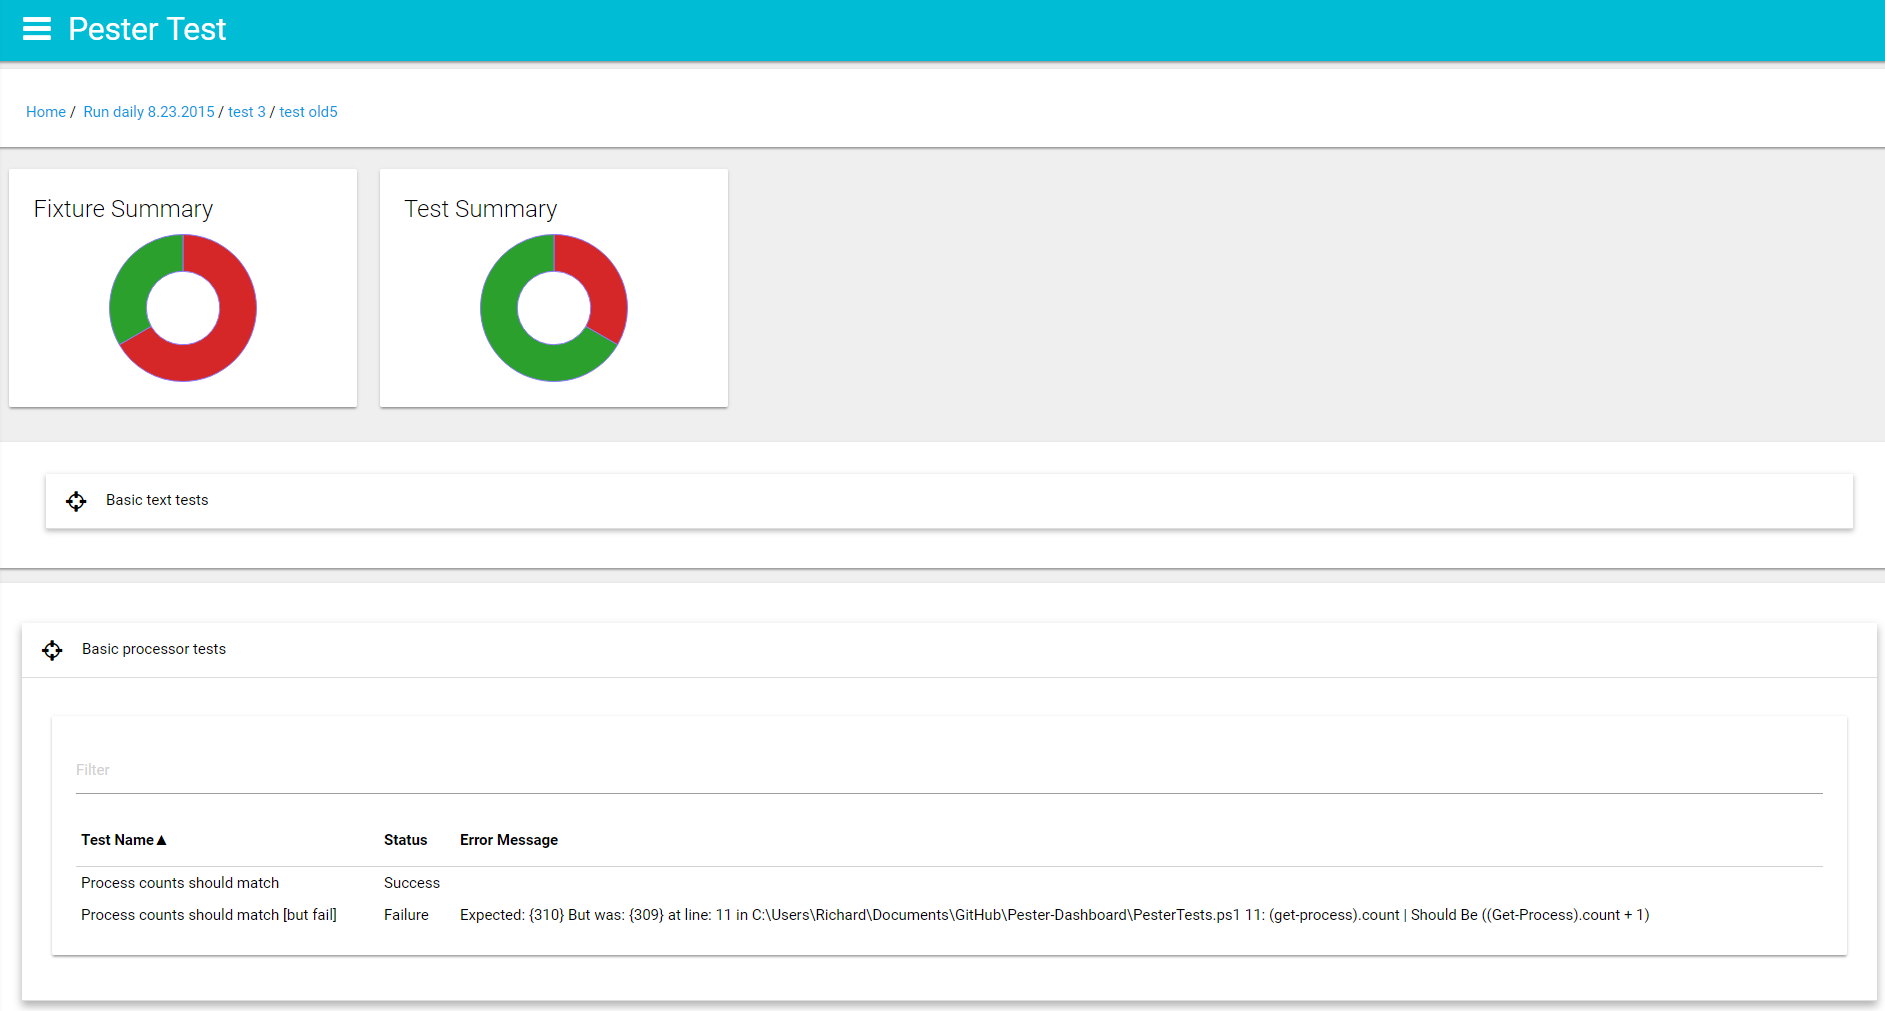 Pester Test
Home / Run daily 8.23.2015 / test 3 / test old5
Fixture Summary
Test Summary
Basic text tests
Basic processor tests
Filter
Test Name▲ Status Error Message
Process counts should match Success
Process counts should match [but fail] Failure Expected: {310} But was: {309} at line: 11 in C:\Users\Richard\Documents\GitHub\Pester-Dashboard\PesterTests.ps1 11: (get-process).count | Should Be ((Get-Process).count + 1)